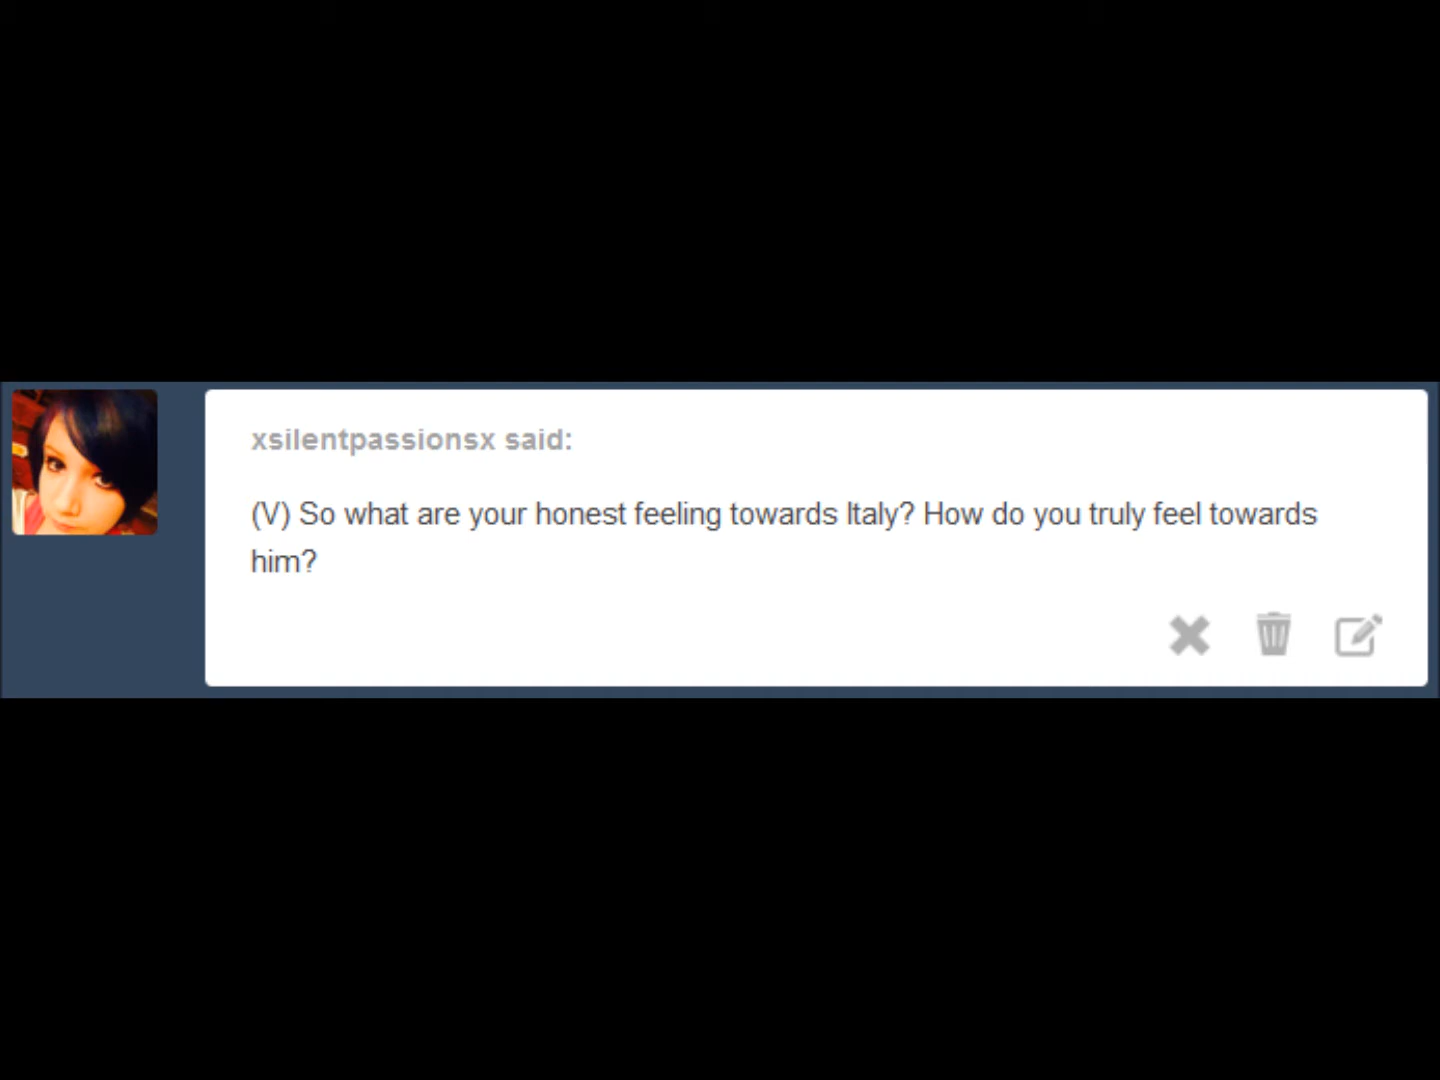 xsilentpassionsx said:
(V) So what are your honest feeling towards Italy? How do you truly feel towards
him?